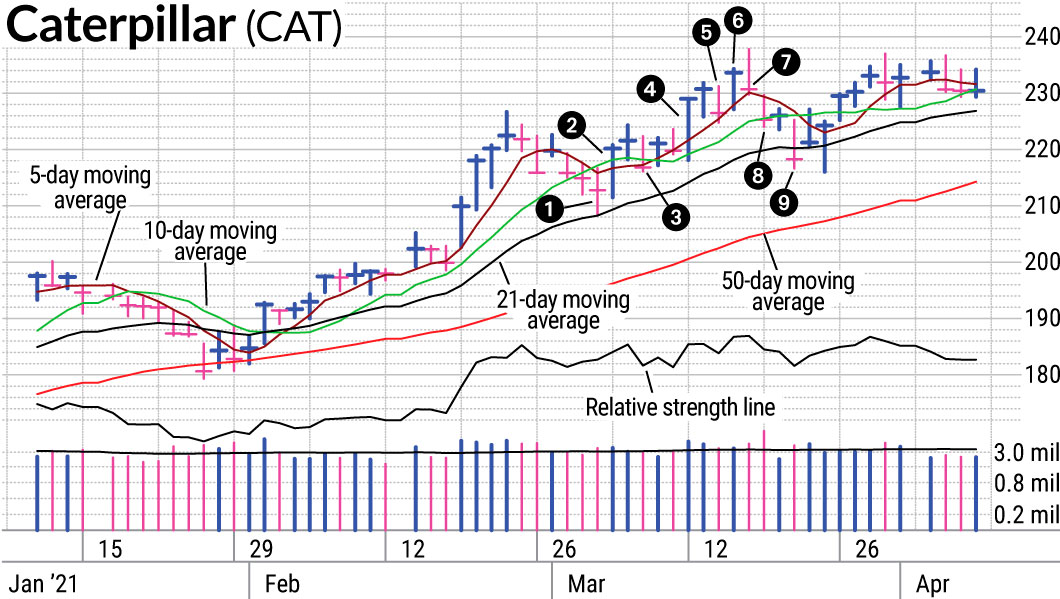 Caterpillar (CAT)
240
230
220
210
200
190
180
5
6
7
4
2
1
3
8
9
5-day moving
average
10-day moving
average
21-day moving
average
50-day moving
average
Relative strength line
3.0 mil
0.8 mil
0.2 mil
15
29
12
26
12
26
Jan ’21
Feb
Mar
Apr